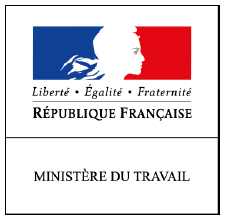 Liberté • Égalité • Fraternité
RÉPUBLIQUE FRANÇAISE
MINISTÈRE DU TRAVAIL